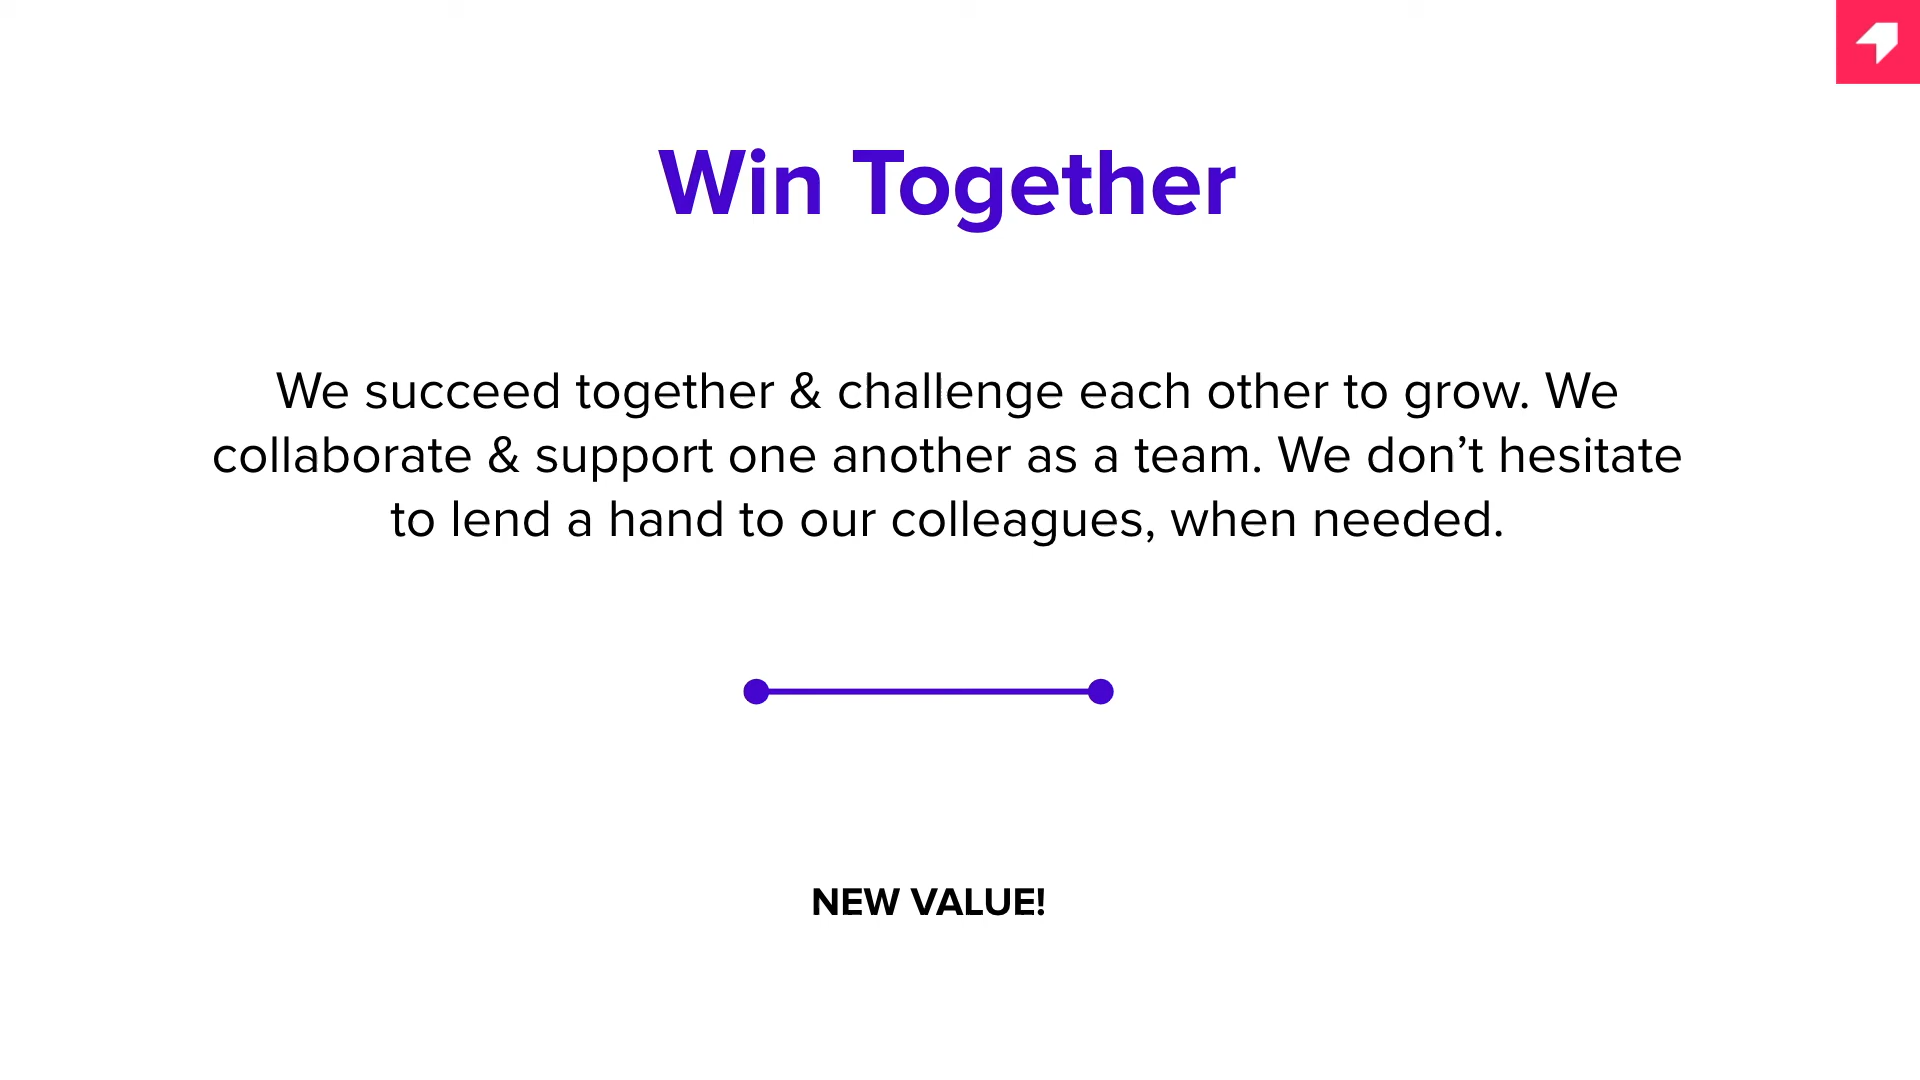 Win Together
We succeed together & challenge each other to grow. We
collaborate & support one another as a team. We don’t hesitate
to lend a hand to our colleagues, when needed.
NEW VALUE!